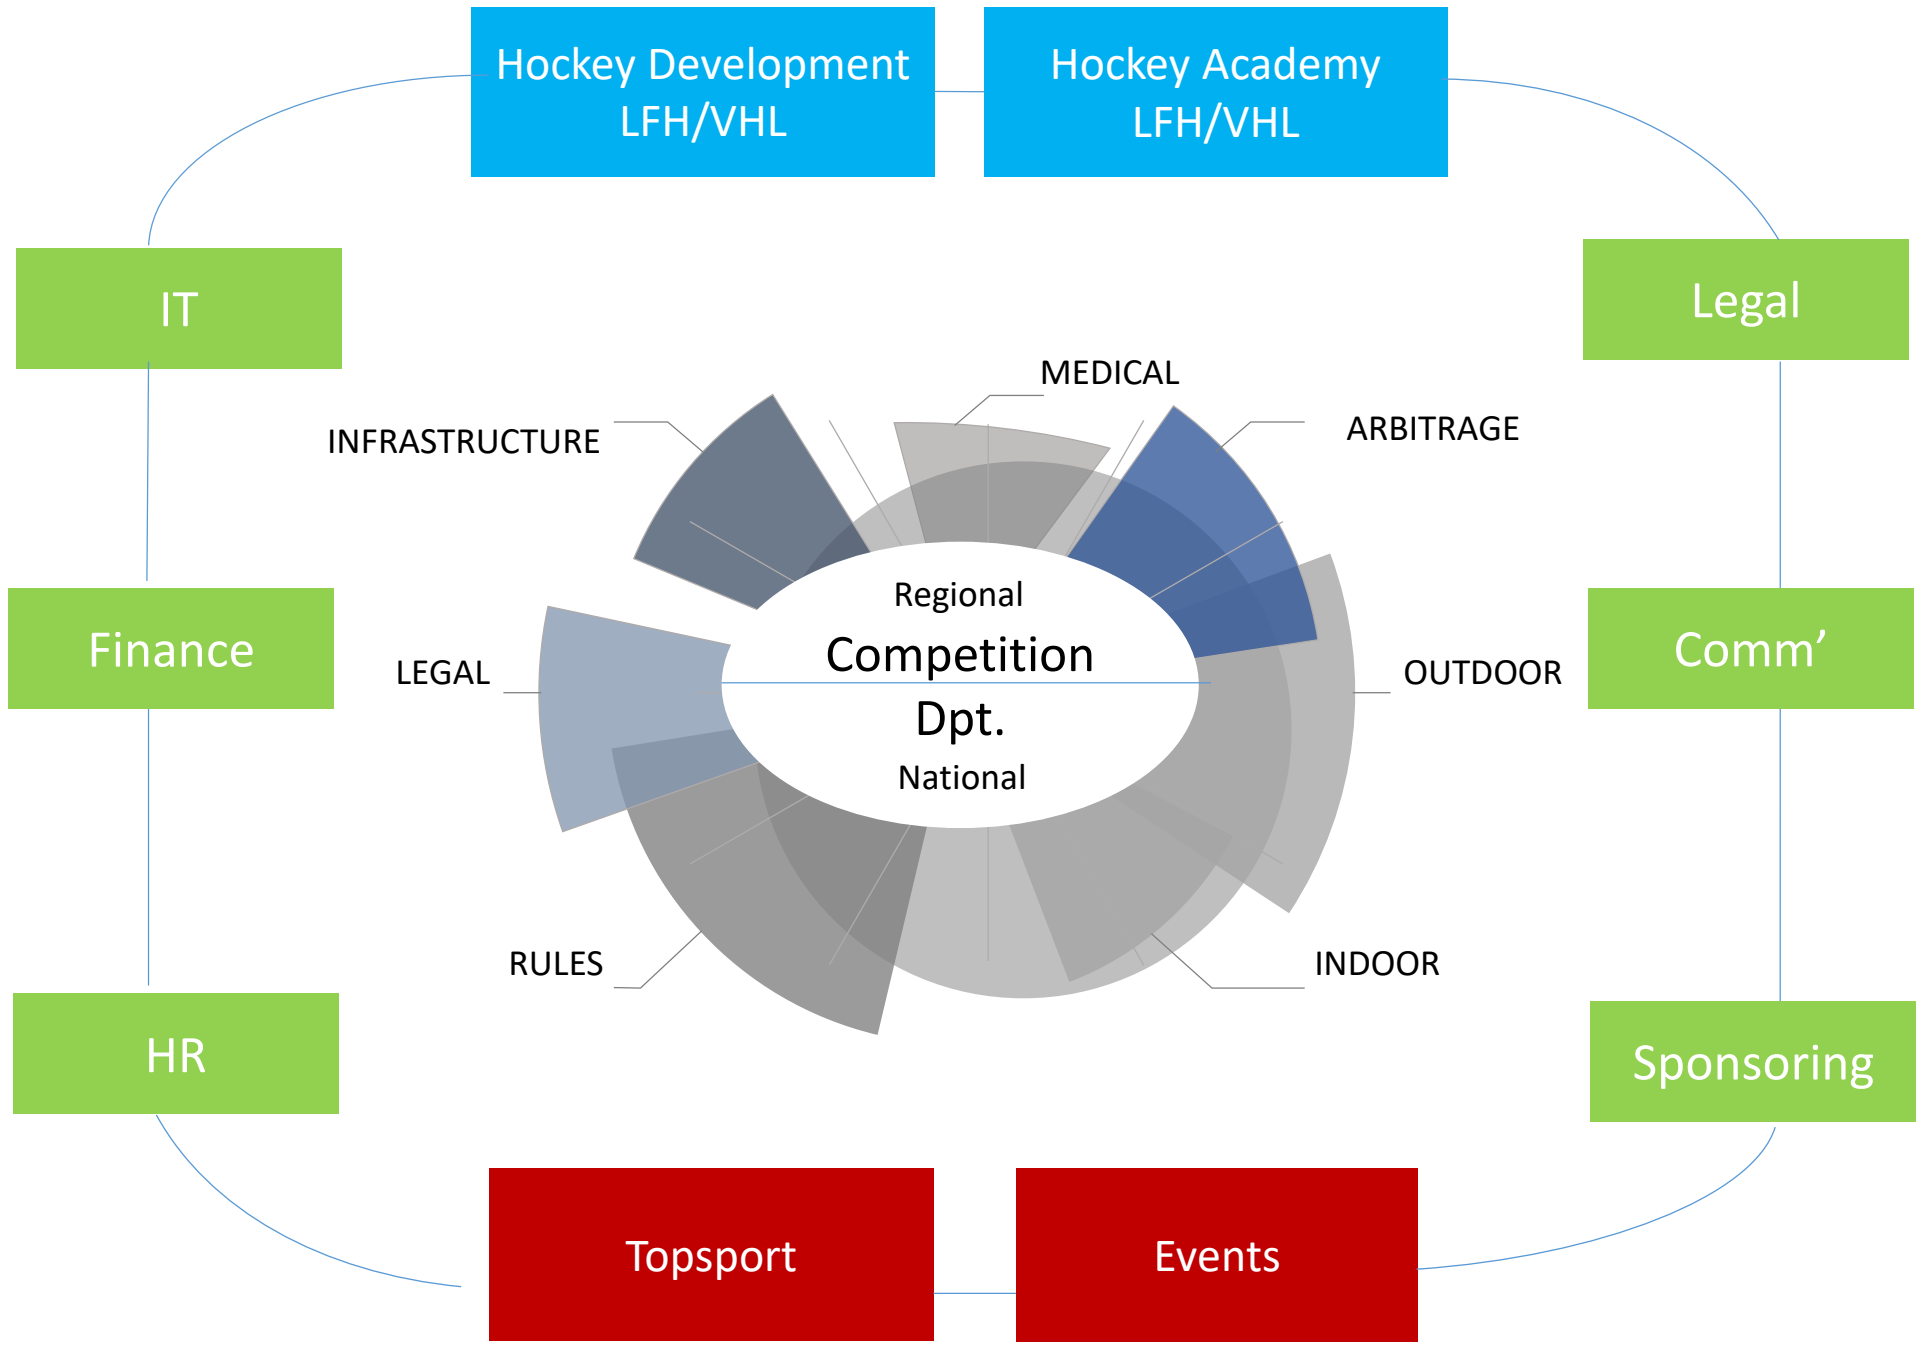 Hockey Development
LFH/VHL
Hockey Academy
LFH/VHL
IT
Legal
MEDICAL
INFRASTRUCTURE
ARBITRAGE
Regional
Competition
Dpt.
National
Finance
LEGAL
OUTDOOR
Comm’
RULES
INDOOR
HR
Sponsoring
Topsport
Events